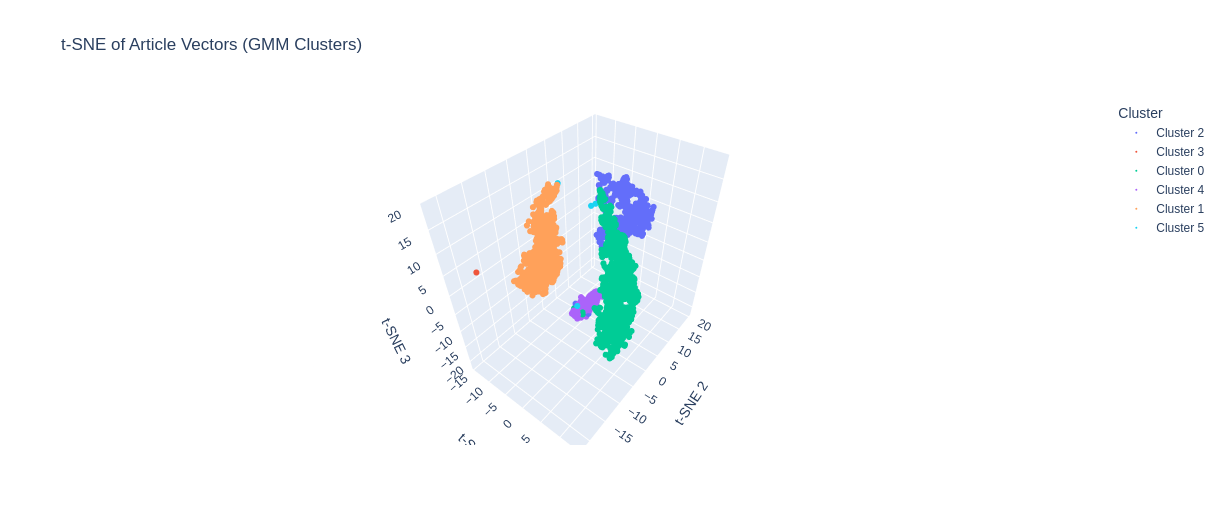 t-SNE of Article Vectors (GMM Clusters)
Cluster
Cluster 2
Cluster 3
Cluster 0
Cluster 4
Cluster 1
Cluster 5
20
15
10
5
0
−5
−10
−15
−20
t-SNE 3
−15
−10
−5
0
5
20
15
10
5
0
−5
−10
−15
t-SNE 2